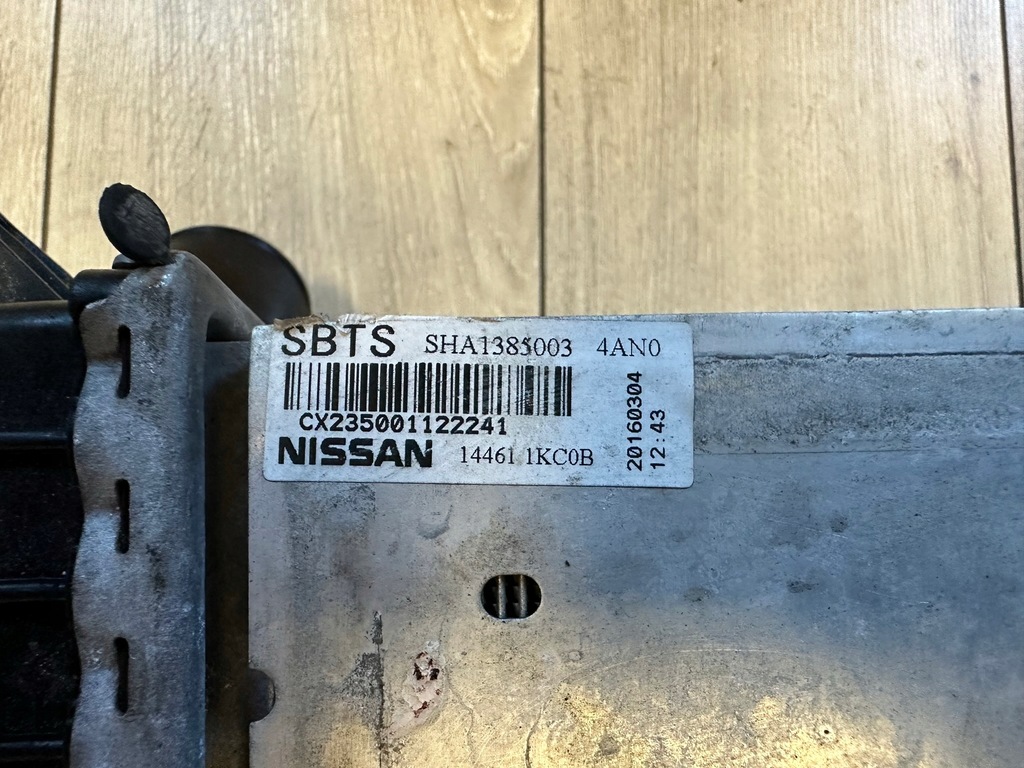 SBTS SHA1385003 4AN0
CX235001122241
NISSAN 14461 1KC0B
20160304
12:43